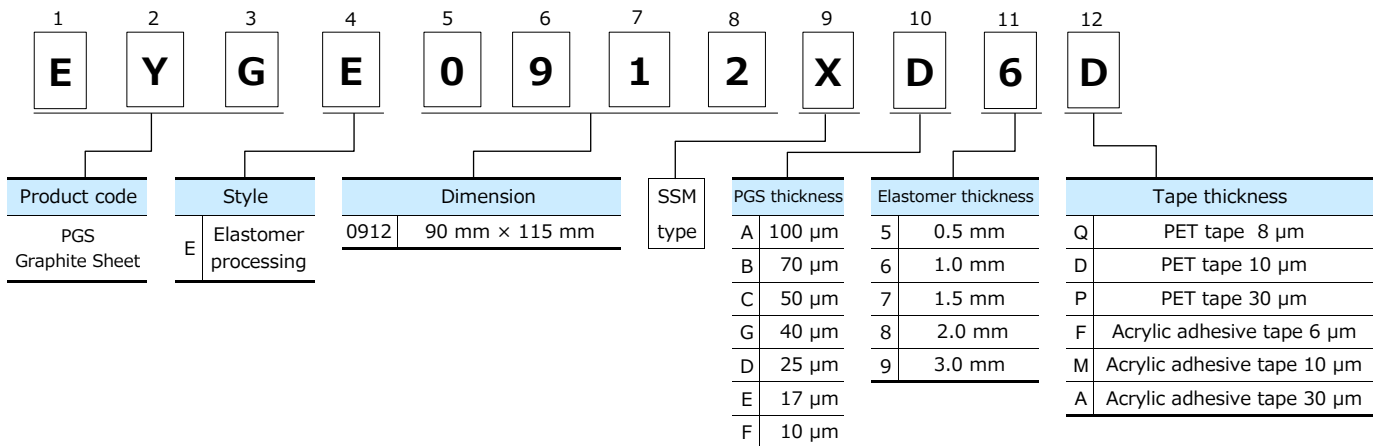 1 2 3 4 5 6 7 8 9 10 11 12
E Y G E 0 9 1 2 X D 6 D
Product code
PGS
Graphite Sheet
Style
E Elastomer
processing
Dimension
0912 90 mm × 115 mm
SSM
type
PGS thickness
A 100 μm
B 70 μm
C 50 μm
G 40 μm
D 25 μm
E 17 μm
F 10 μm
Elastomer thickness
5 0.5 mm
6 1.0 mm
7 1.5 mm
8 2.0 mm
9 3.0 mm
Tape thickness
Q PET tape 8 μm
D PET tape 10 μm
P PET tape 30 μm
F Acrylic adhesive tape 6 μm
M Acrylic adhesive tape 10 μm
A Acrylic adhesive tape 30 μm